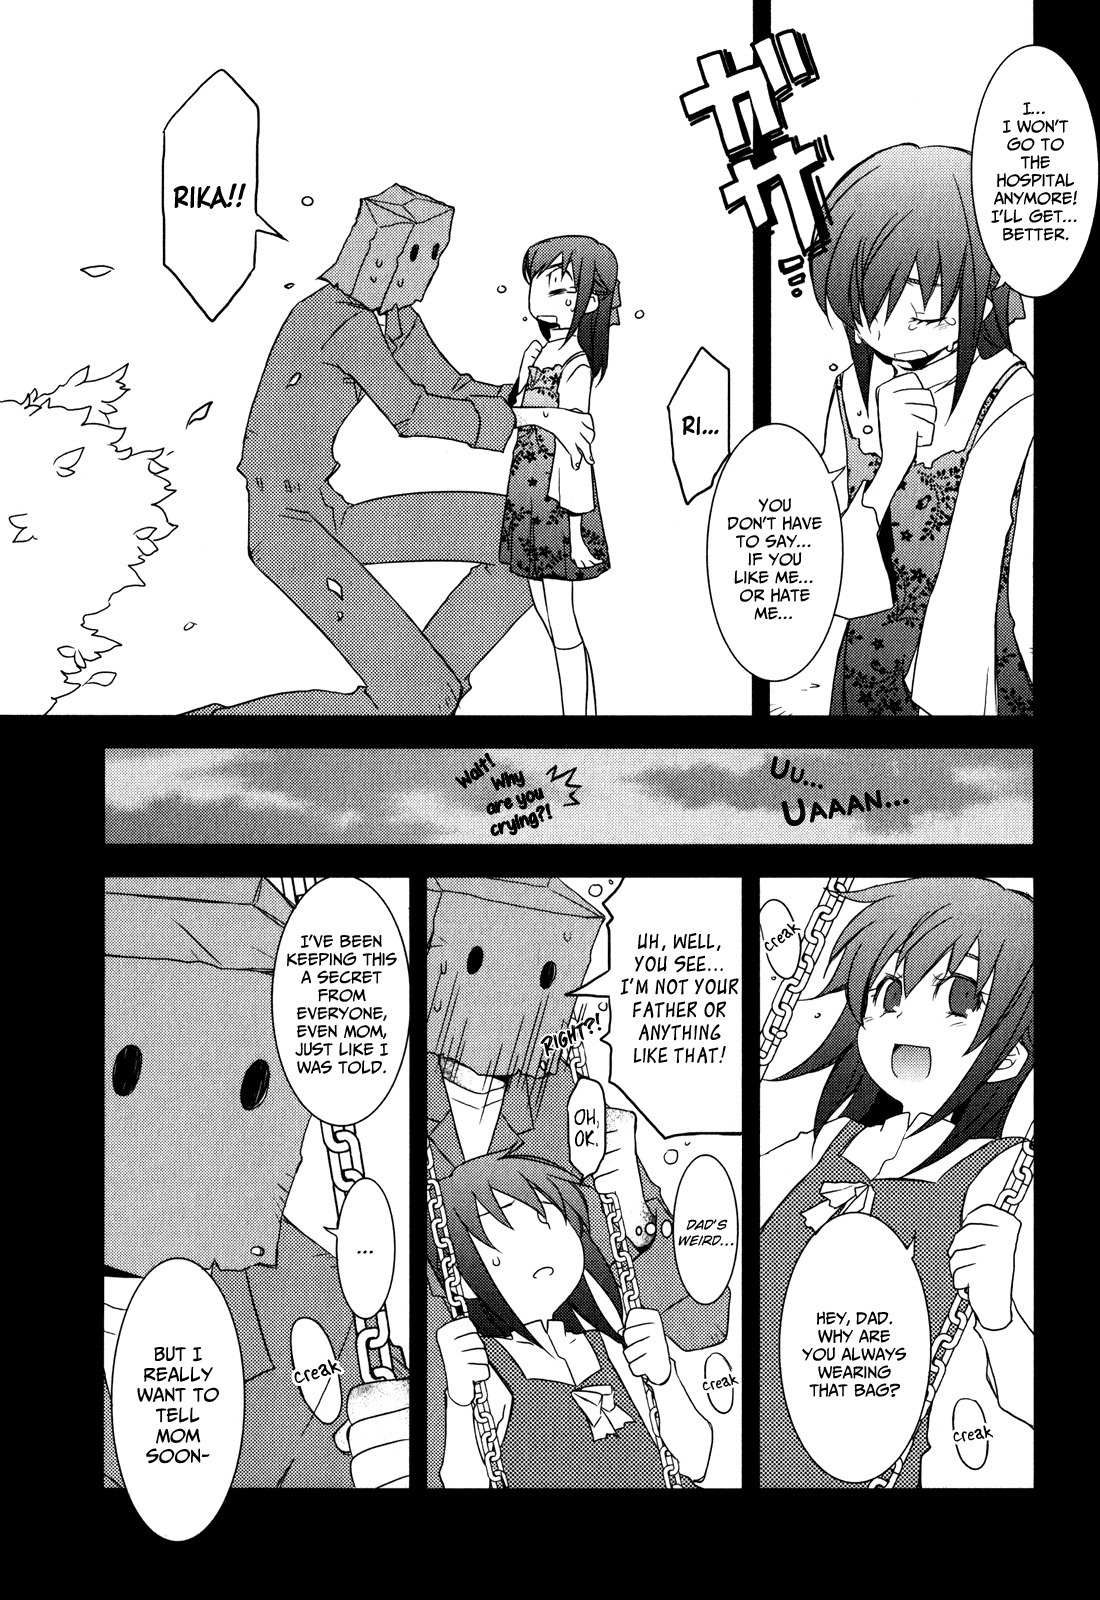 I...
I WON'T
GO TO
THE
HOSPITAL
ANYMORE!
I'LL GET...
BETTER.
ガサ...
YOU
DON'T HAVE
TO SAY...
IF YOU
LIKE ME...
OR HATE
ME...
RI...
RIKA!!
UU...
UAAAN...
Wait!
Why
are you
crying?!
creak
HEY, DAD.
WHY ARE
YOU ALWAYS
WEARING
THAT BAG?
creak
UH, WELL,
YOU SEE...
I'M NOT YOUR
FATHER OR
ANYTHING
LIKE THAT!
RIGHT?!
OH,
OK.
DAD'S
WEIRD...
creak
I'VE BEEN
KEEPING THIS
A SECRET
FROM
EVERYONE,
EVEN MOM,
JUST LIKE I
WAS TOLD.
...
creak
BUT I
REALLY
WANT TO
TELL
MOM
SOON-